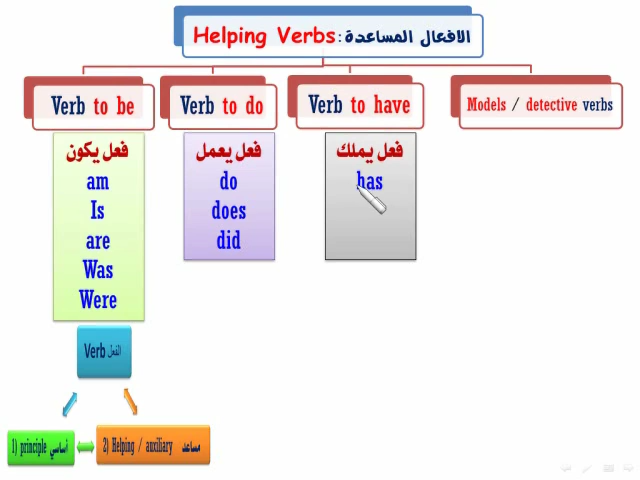 Helping Verbs: الافعال المساعدة
Verb to be
Verb to do
Verb to have
Models / detective verbs
فعل يكون
am
Is
are
Was
Were
فعل يعمل
do
does
did
فعل يملك
has
Verb الفعل
1) principle أساسي
2) Helping / auxiliary مساعد